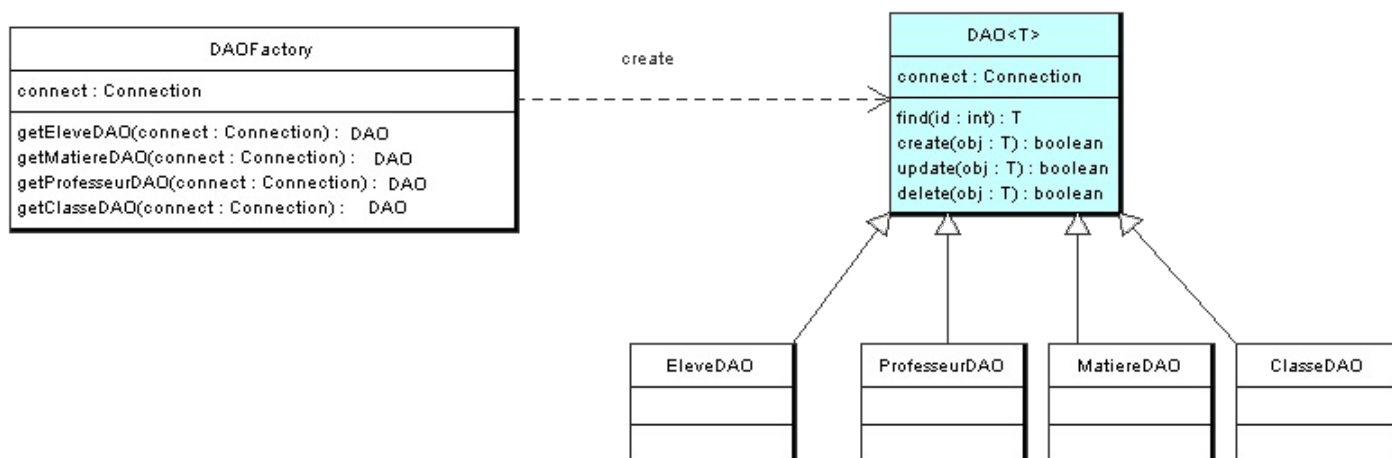 DAOFactory
connect : Connection
getEleveDAO(connect : Connection) : DAO
getMatiereDAO(connect : Connection) : DAO
getProfesseurDAO(connect : Connection) : DAO
getClasseDAO(connect : Connection) : DAO
create
DAO<T>
connect : Connection
find(id : int) : T
create(obj : T) : boolean
update(obj : T) : boolean
delete(obj : T) : boolean
EleveDAO
ProfesseurDAO
MatiereDAO
ClasseDAO